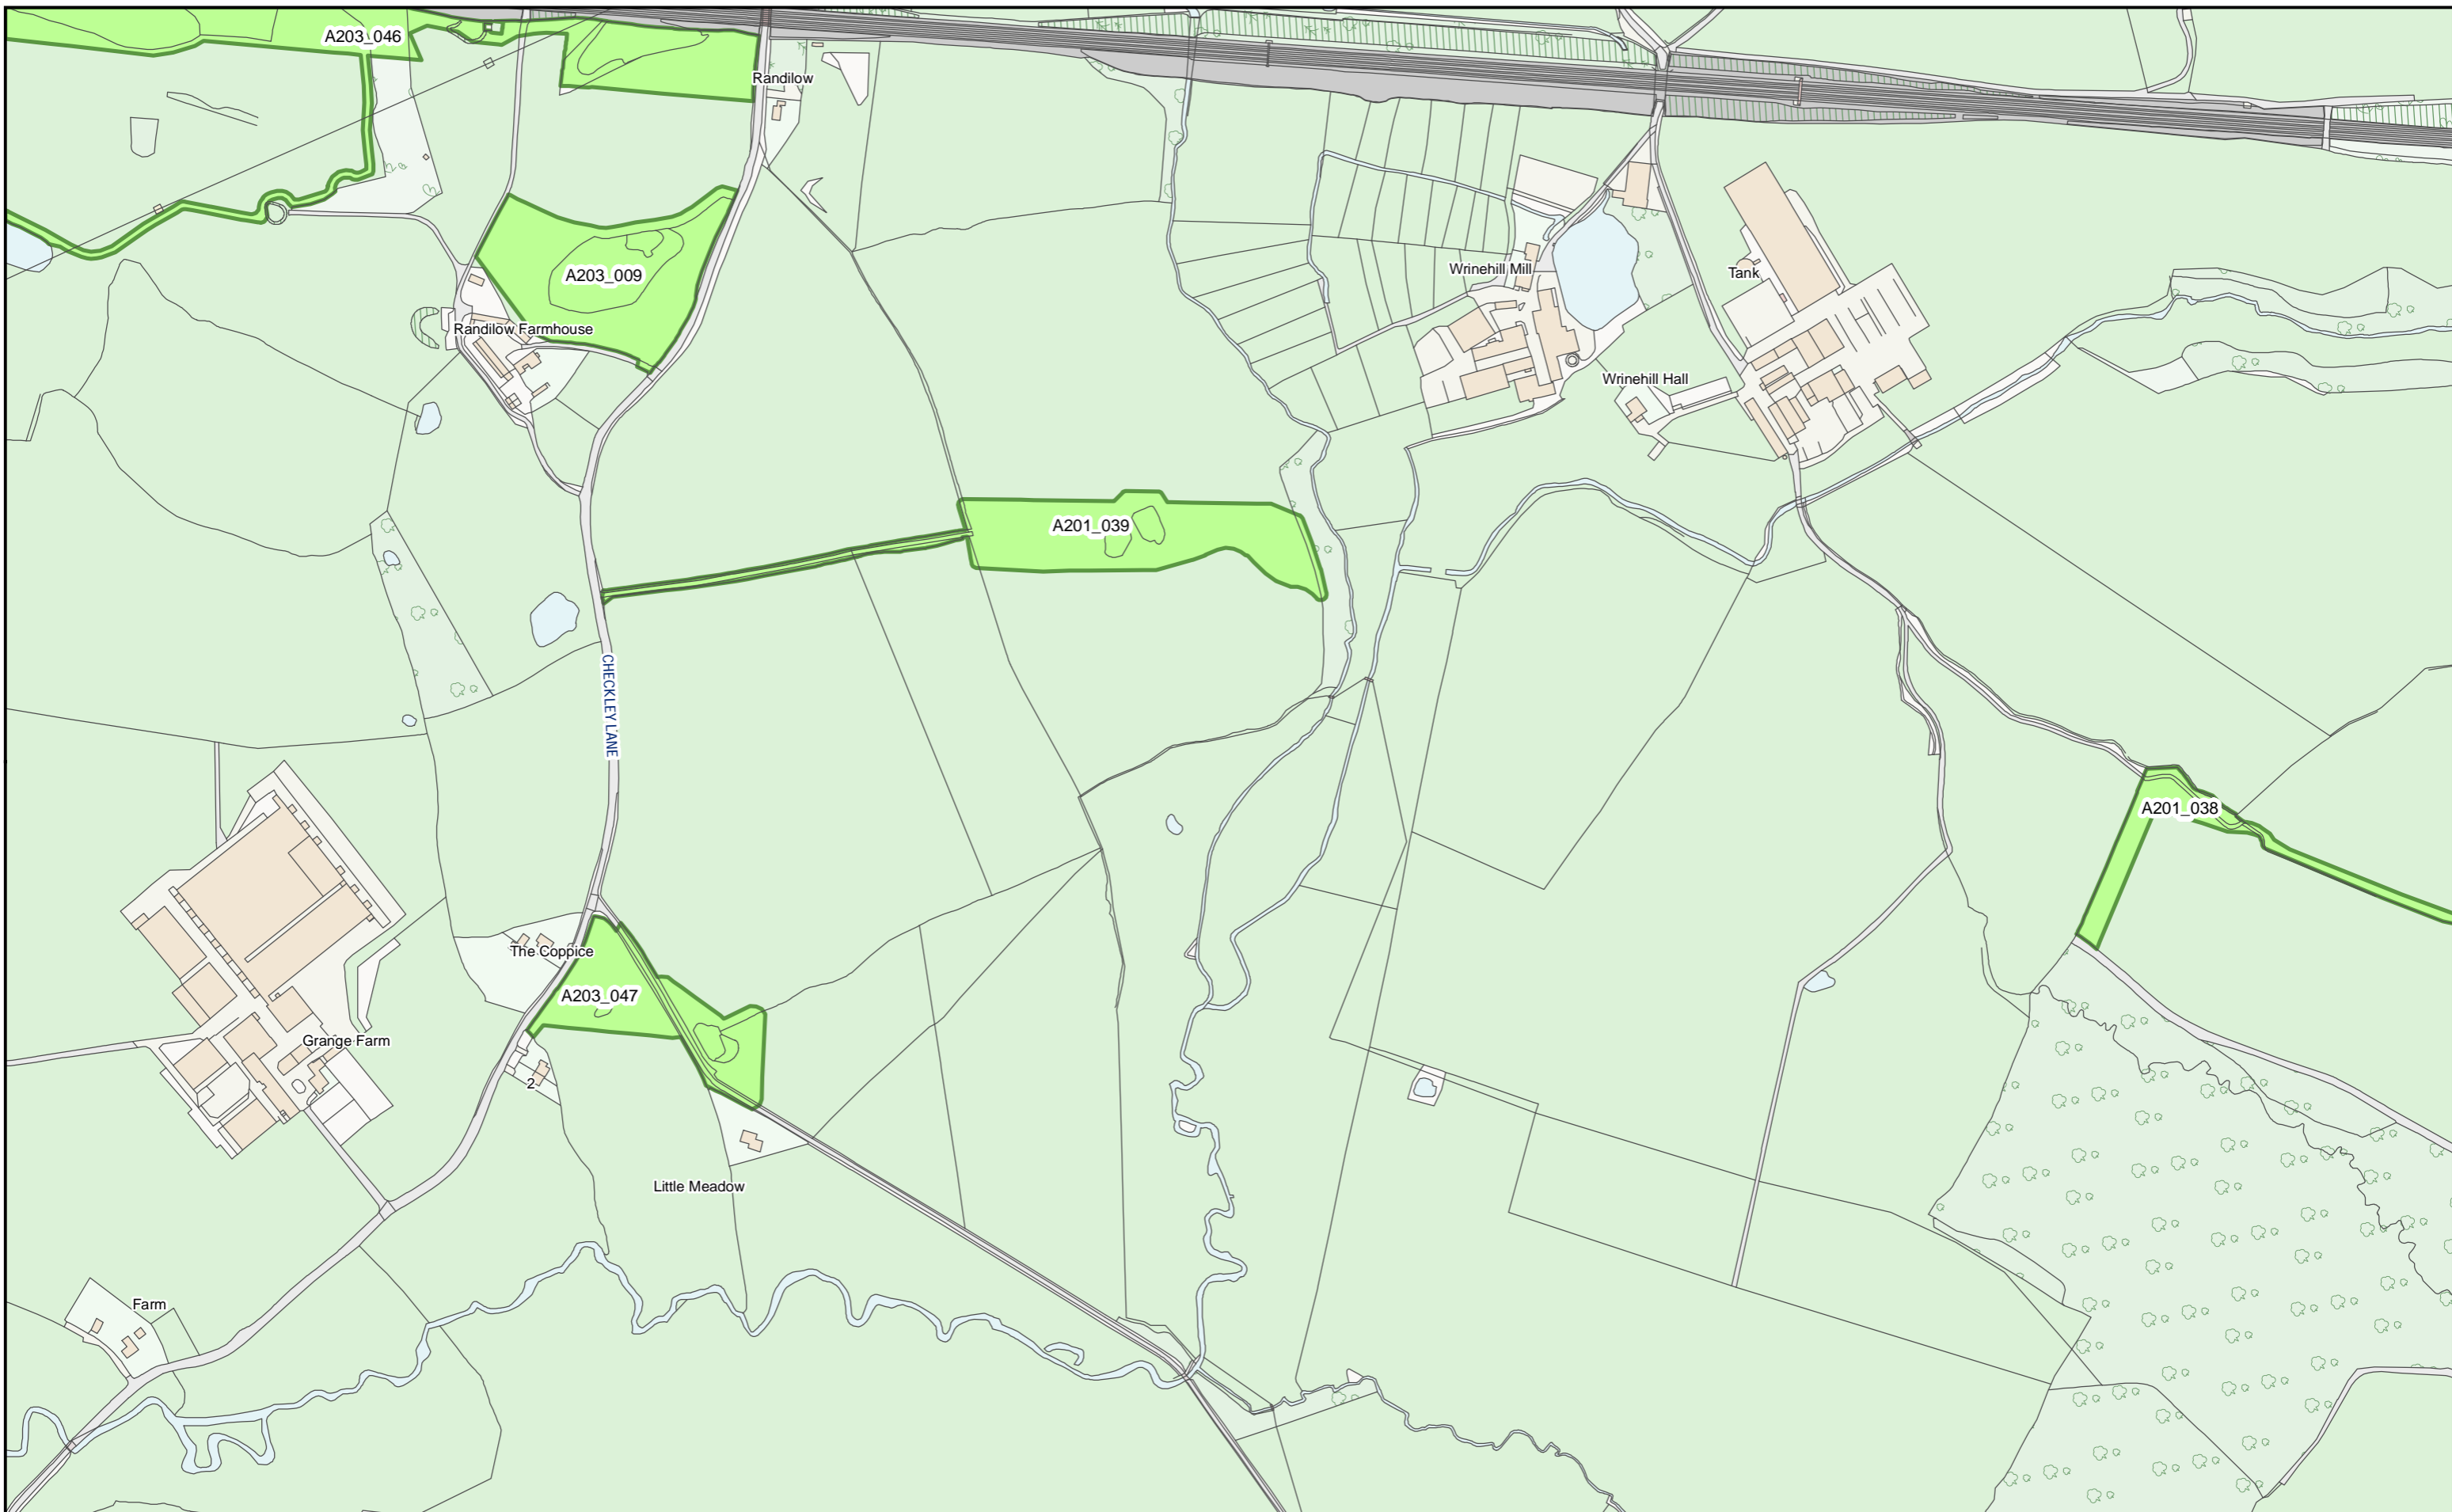 A203_046
Randilow
A203_009
Wrinehill Mill
Tank
Randilow Farmhouse
Wrinehill Hall
A201_039
CHECKLEY LANE
A201_038
The Coppice
A203_047
Grange Farm
2
Little Meadow
Farm